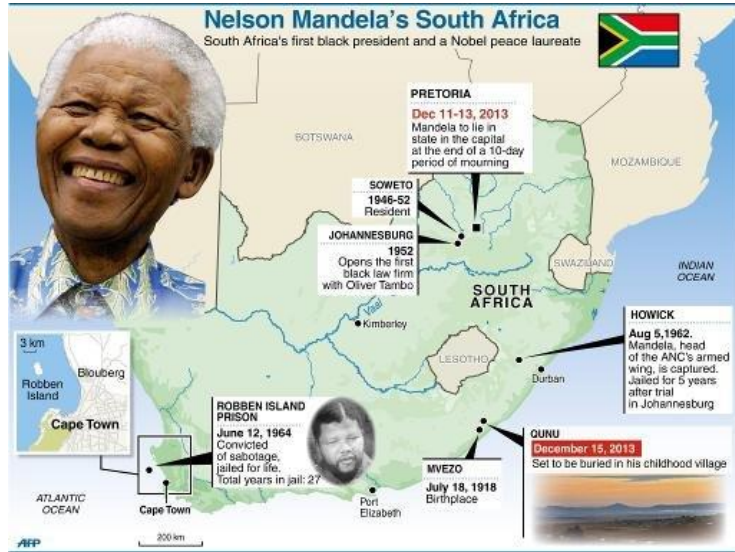 Nelson Mandela's South Africa
South Africa's first black president and a Nobel peace laureate
PRETORIA
Dec 11-13, 2013
Mandela to lie in
state in the capital
at the end of a 10-day
period of mourning
BOTSWANA
MOZAMBIQUE
SOWETO
1946-52
Resident
JOHANNESBURG
1952
Opens the first
black law firm
with Oliver Tambo
SWAZILAND
INDIAN
OCEAN
SOUTH
AFRICA
Vaal
Kimberley
LESOTHO
Durban
HOWICK
Aug 5,1962.
Mandela, head
of the ANC's armed
wing, is captured.
Jailed for 5 years
after trial
in Johannesburg
3 km
Robben
Island
Blouberg
Cape Town
ROBBEN ISLAND
PRISON
June 12, 1964
Convicted
of sabotage,
jailed for life.
Total years in jail: 27
QUNU
December 15, 2013
Set to be buried in his childhood village
MVEZO
July 18, 1918
Birthplace
ATLANTIC
OCEAN
Cape Town
Port
Elizabeth
200 km
AFP